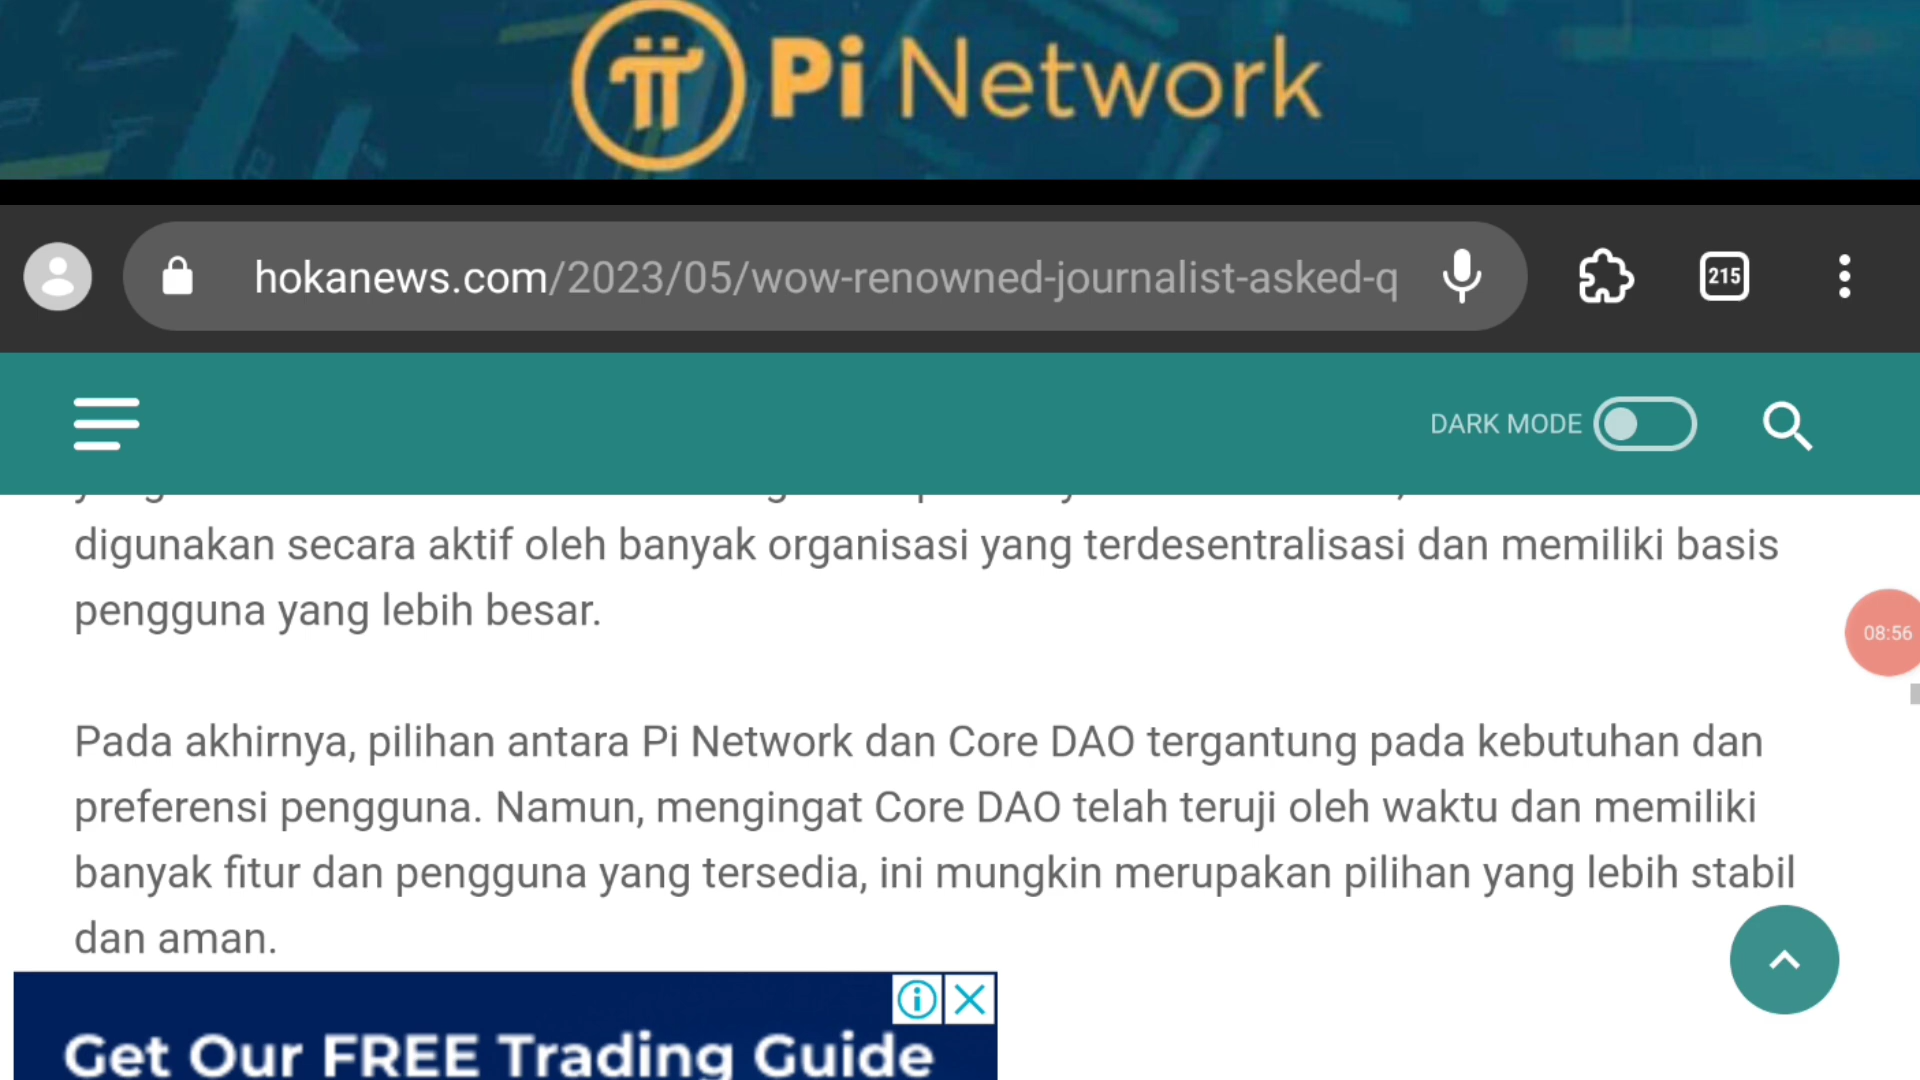 Pi Network
hokanews.com/2023/05/wow-renowned-journalist-asked-q
215
DARK MODE
digunakan secara aktif oleh banyak organisasi yang terdesentralisasi dan memiliki basis
pengguna yang lebih besar.
08:56
Pada akhirnya, pilihan antara Pi Network dan Core DAO tergantung pada kebutuhan dan
preferensi pengguna. Namun, mengingat Core DAO telah teruji oleh waktu dan memiliki
banyak fitur dan pengguna yang tersedia, ini mungkin merupakan pilihan yang lebih stabil
dan aman.
Get Our FREE Trading Guide